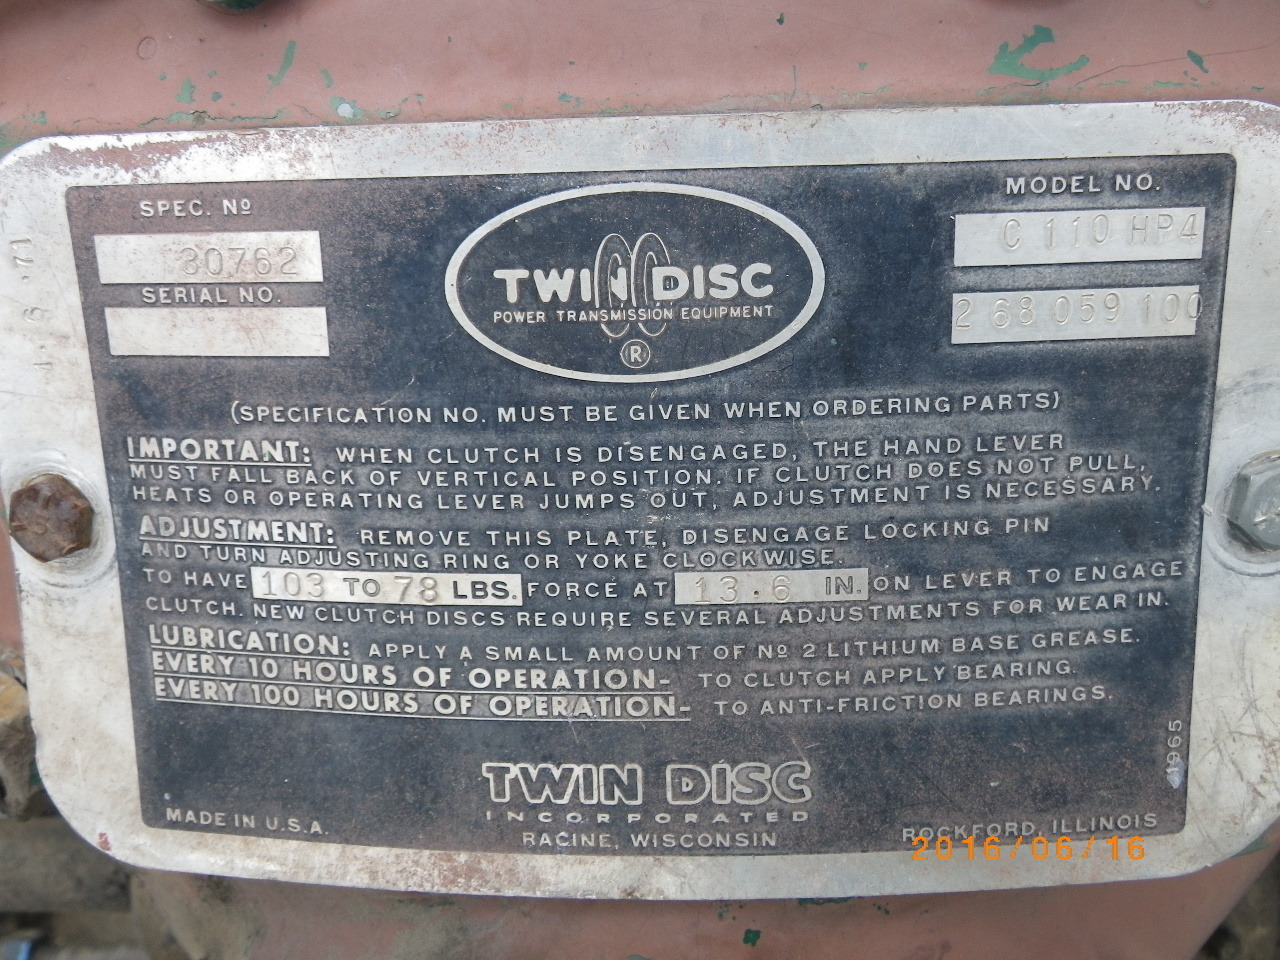 SPEC. Nº
30762
SERIAL NO.
TWIN DISC
POWER TRANSMISSION EQUIPMENT
®
MODEL NO.
C 110 HP4
2 68 059 100
1 . 6 . 71
(SPECIFICATION NO. MUST BE GIVEN WHEN ORDERING PARTS)
IMPORTANT: WHEN CLUTCH IS DISENGAGED, THE HAND LEVER
MUST FALL BACK OF VERTICAL POSITION. IF CLUTCH DOES NOT PULL,
HEATS OR OPERATING LEVER JUMPS OUT, ADJUSTMENT IS NECESSARY.
ADJUSTMENT: REMOVE THIS PLATE, DISENGAGE LOCKING PIN
AND TURN ADJUSTING RING OR YOKE CLOCKWISE.
TO HAVE 103 TO 78 LBS. FORCE AT 13.6 IN. ON LEVER TO ENGAGE
CLUTCH. NEW CLUTCH DISCS REQUIRE SEVERAL ADJUSTMENTS FOR WEAR IN.
LUBRICATION: APPLY A SMALL AMOUNT OF Nº 2 LITHIUM BASE GREASE.
EVERY 10 HOURS OF OPERATION- TO CLUTCH APPLY BEARING.
EVERY 100 HOURS OF OPERATION- TO ANTI-FRICTION BEARINGS.
1965
TWIN DISC
INCORPORATED
MADE IN U.S.A.
RACINE, WISCONSIN
ROCKFORD, ILLINOIS
2016/06/16